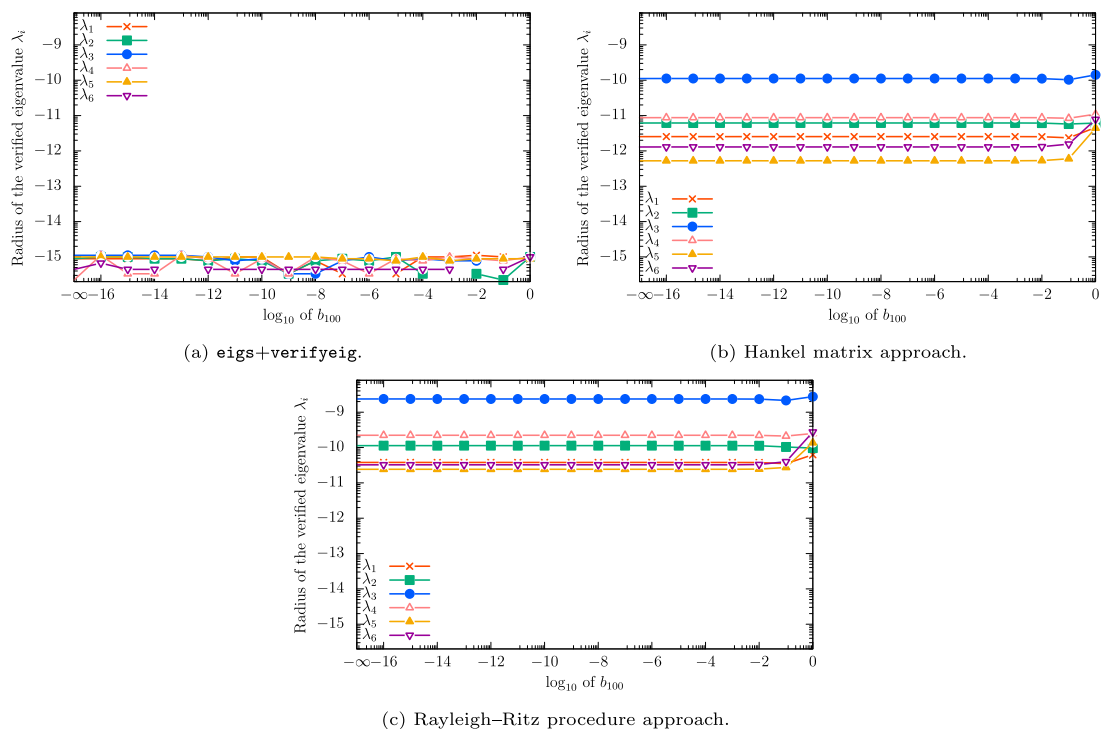 Radius of the verified eigenvalue λi
−9
−10
−11
−12
−13
−14
−15
λ1
λ2
λ3
λ4
λ5
λ6
−∞ −16 −14 −12 −10 −8 −6 −4 −2 0
log10 of b100
(a) eigs+verifyeig.
Radius of the verified eigenvalue λi
−9
−10
−11
−12
−13
−14
−15
λ1
λ2
λ3
λ4
λ5
λ6
−∞ −16 −14 −12 −10 −8 −6 −4 −2 0
log10 of b100
(b) Hankel matrix approach.
Radius of the verified eigenvalue λi
−9
−10
−11
−12
−13
−14
−15
λ1
λ2
λ3
λ4
λ5
λ6
−∞ −16 −14 −12 −10 −8 −6 −4 −2 0
log10 of b100
(c) Rayleigh–Ritz procedure approach.